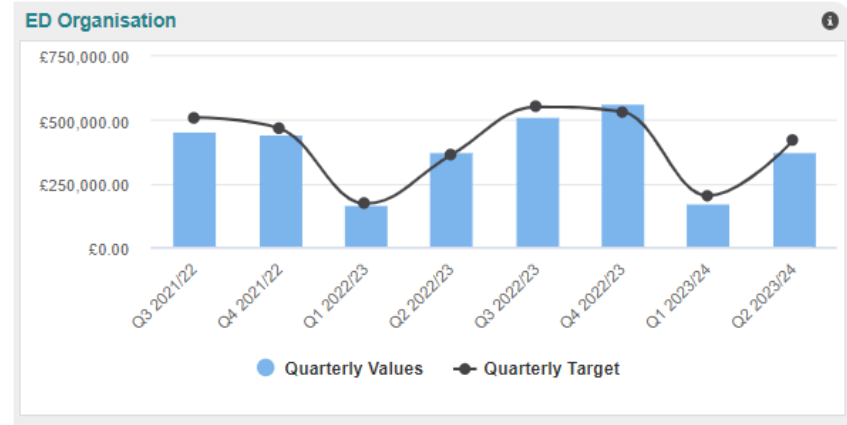 ED Organisation
£750,000.00
£500,000.00
£250,000.00
£0.00
Q3 2021/22
Q4 2021/22
Q1 2022/23
Q2 2022/23
Q3 2022/23
Q4 2022/23
Q1 2023/24
Q2 2023/24
Quarterly Values Quarterly Target